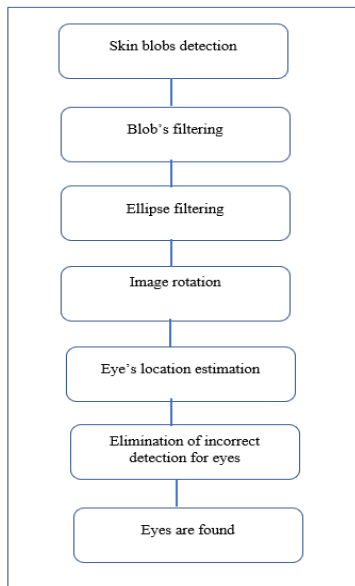 Skin blobs detection
Blob's filtering
Ellipse filtering
Image rotation
Eye's location estimation
Elimination of incorrect
detection for eyes
Eyes are found